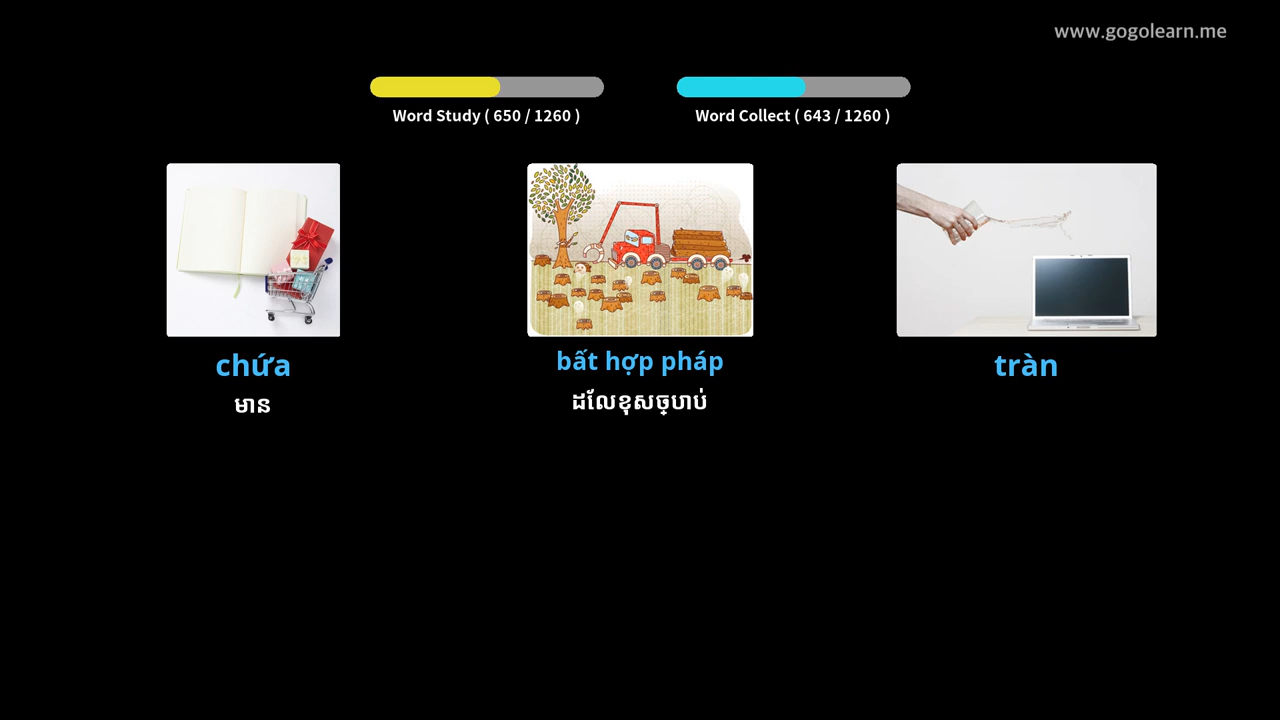 www.gogolearn.me
Word Study ( 650 / 1260 )
Word Collect ( 643 / 1260 )
chứa
bất hợp pháp
tràn
មាន
ដលែខុសច្បាប់